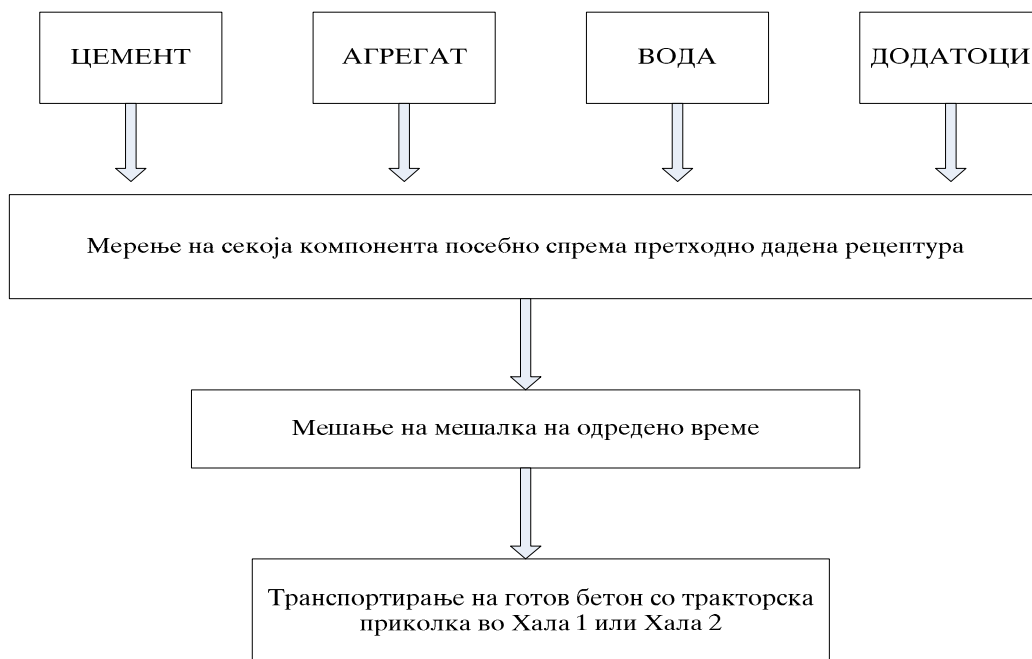 ЦЕМЕНТ
АГРЕГАТ
ВОДА
ДОДАТОЦИ
Мерење на секоја компонента посебно спрема претходно дадена рецептура
Мешање на мешалка на одредено време
Транспортирање на готов бетон со тракторска
приколка во Хала 1 или Хала 2